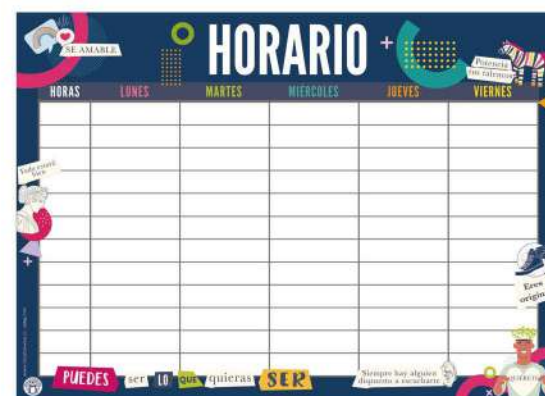 SE AMABLE
HORARIO
Potencia
tus talentos
HORAS LUNES MARTES MIÉRCOLES JUEVES VIERNES
Todo estará
bien
Eres
PUEDES ser LO QUE quieras SER
Siempre hay alguien
dispuesto a escucharte